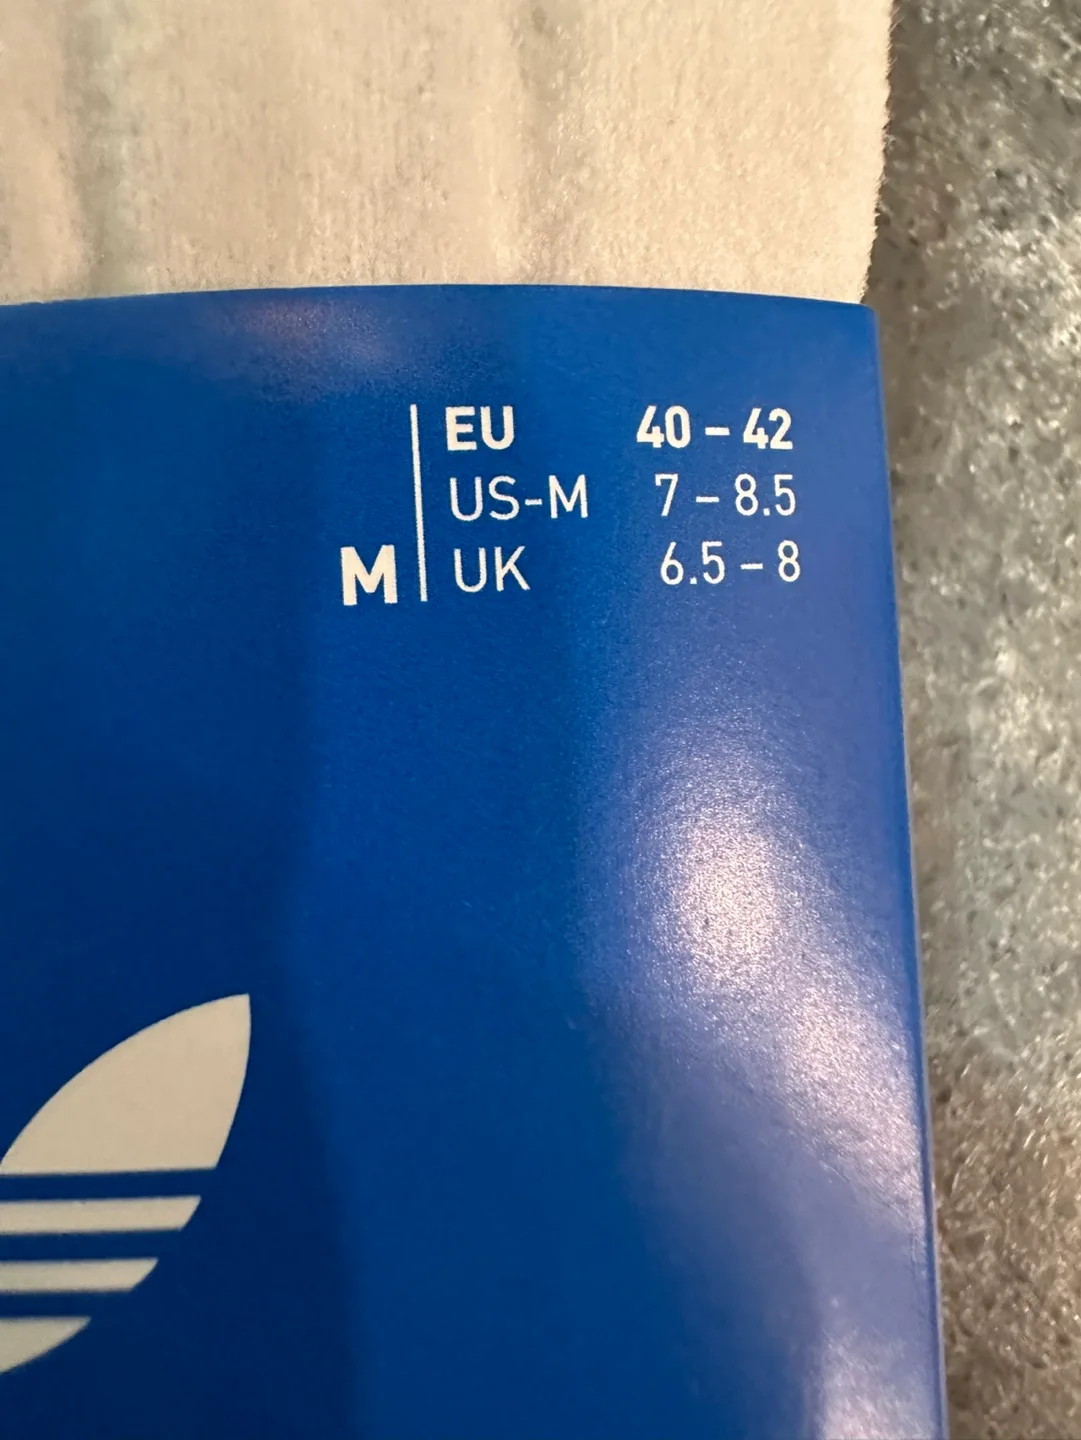 EU 40 – 42
US-M 7 – 8.5
M UK 6.5 – 8